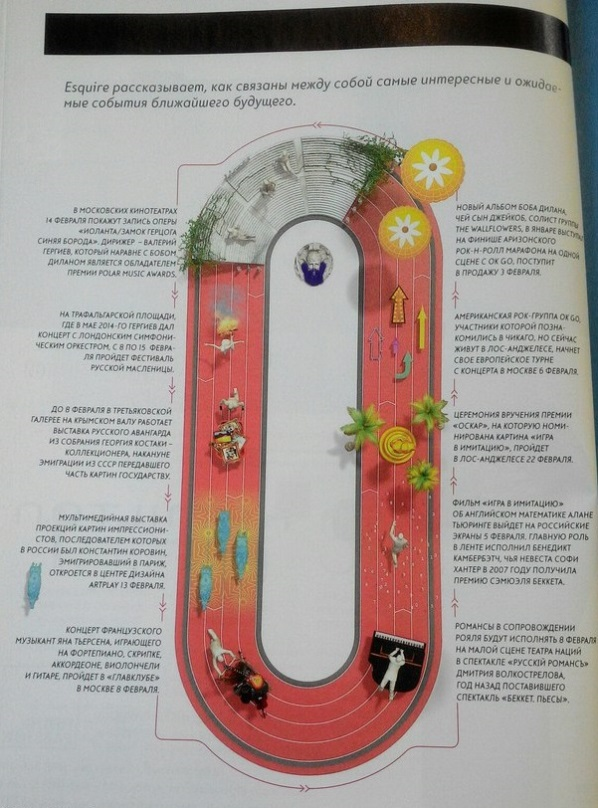 Esquire рассказывает, как связаны между собой самые интересные и ожидае-
мые события ближайшего будущего.
В МОСКОВСКИХ КИНОТЕАТРАХ
14 ФЕВРАЛЯ ПОКАЖУТ ЗАПИСЬ ОПЕРЫ
«ИОЛАНТА/ЗАМОК ГЕРЦОГА
СИНЯЯ БОРОДА». ДИРИЖЕР – ВАЛЕРИЙ
ГЕРГИЕВ, КОТОРЫЙ НАРАВНЕ С БОБОМ
ДИЛАНОМ ЯВЛЯЕТСЯ ОБЛАДАТЕЛЕМ
ПРЕМИИ POLAR MUSIC AWARDS.
НА ТРАФАЛЬГАРСКОЙ ПЛОЩАДИ,
ГДЕ В МАЕ 2014-ГО ГЕРГИЕВ ДАЛ
КОНЦЕРТ С ЛОНДОНСКИМ СИМФОНИ-
ЧЕСКИМ ОРКЕСТРОМ, С 8 ПО 15 ФЕВРА-
ЛЯ ПРОЙДЕТ ФЕСТИВАЛЬ
РУССКОЙ МАСЛЕНИЦЫ.
ДО 8 ФЕВРАЛЯ В ТРЕТЬЯКОВСКОЙ
ГАЛЕРЕЕ НА КРЫМСКОМ ВАЛУ РАБОТАЕТ
ВЫСТАВКА РУССКОГО АВАНГАРДА
ИЗ СОБРАНИЯ ГЕОРГИЯ КОСТАКИ –
КОЛЛЕКЦИОНЕРА, НАКАНУНЕ
ЭМИГРАЦИИ ИЗ СССР ПЕРЕДАВШЕГО
ЧАСТЬ КАРТИН ГОСУДАРСТВУ.
МУЛЬТИМЕДИЙНАЯ ВЫСТАВКА
ПРОЕКЦИЙ КАРТИН ИМПРЕССИОНИ-
СТОВ, ПОСЛЕДОВАТЕЛЕМ КОТОРЫХ
В РОССИИ БЫЛ КОНСТАНТИН КОРОВИН,
ЭМИГРИРОВАВШИЙ В ПАРИЖ,
ОТКРОЕТСЯ В ЦЕНТРЕ ДИЗАЙНА
ARTPLAY 13 ФЕВРАЛЯ.
КОНЦЕРТ ФРАНЦУЗСКОГО
МУЗЫКАНТА ЯНА ТЬЕРСЕНА, ИГРАЮЩЕГО
НА ФОРТЕПИАНО, СКРИПКЕ,
АККОРДЕОНЕ, ВИОЛОНЧЕЛИ
И ГИТАРЕ, ПРОЙДЕТ В «ГЛАВКЛУБЕ»
В МОСКВЕ 8 ФЕВРАЛЯ.
НОВЫЙ АЛЬБОМ БОБА ДИЛАНА,
ЧЕЙ СЫН ДЖЕЙКОБ, СОЛИСТ ГРУППЫ
THE WALLFLOWERS, В ЯНВАРЕ ВЫСТУПАЛ
НА ФИНИШЕ АРИЗОНСКОГО
РОК-Н-РОЛЛ МАРАФОНА НА ОДНОЙ
СЦЕНЕ С OK GO, ПОСТУПИТ
В ПРОДАЖУ 3 ФЕВРАЛЯ.
АМЕРИКАНСКАЯ РОК-ГРУППА OK GO,
УЧАСТНИКИ КОТОРОЙ ПОЗНА-
КОМИЛИСЬ В ЧИКАГО, НО СЕЙЧАС
ЖИВУТ В ЛОС-АНДЖЕЛЕСЕ, НАЧНЕТ
СВОЕ ЕВРОПЕЙСКОЕ ТУРНЕ
С КОНЦЕРТА В МОСКВЕ 6 ФЕВРАЛЯ.
ЦЕРЕМОНИЯ ВРУЧЕНИЯ ПРЕМИИ
«ОСКАР», НА КОТОРУЮ НОМИ-
НИРОВАНА КАРТИНА «ИГРА
В ИМИТАЦИЮ», ПРОЙДЕТ
В ЛОС-АНДЖЕЛЕСЕ 22 ФЕВРАЛЯ.
ФИЛЬМ «ИГРА В ИМИТАЦИЮ»
ОБ АНГЛИЙСКОМ МАТЕМАТИКЕ АЛАНЕ
ТЬЮРИНГЕ ВЫЙДЕТ НА РОССИЙСКИЕ
ЭКРАНЫ 5 ФЕВРАЛЯ. ГЛАВНУЮ РОЛЬ
В ЛЕНТЕ ИСПОЛНИЛ БЕНЕДИКТ
КАМБЕРБЭТЧ, ЧЬЯ НЕВЕСТА СОФИ
ХАНТЕР В 2007 ГОДУ ПОЛУЧИЛА
ПРЕМИЮ СЭМЮЭЛЯ БЕККЕТА.
РОМАНСЫ В СОПРОВОЖДЕНИИ
РОЯЛЯ БУДУТ ИСПОЛНЯТЬ 8 ФЕВРАЛЯ
НА МАЛОЙ СЦЕНЕ ТЕАТРА НАЦИЙ
В СПЕКТАКЛЕ «РУССКIЙ РОМАНСЪ»
ДМИТРИЯ ВОЛКОСТРЕЛОВА,
ГОД НАЗАД ПОСТАВИВШЕГО
СПЕКТАКЛЬ «БЕККЕТ. ПЬЕСЫ».